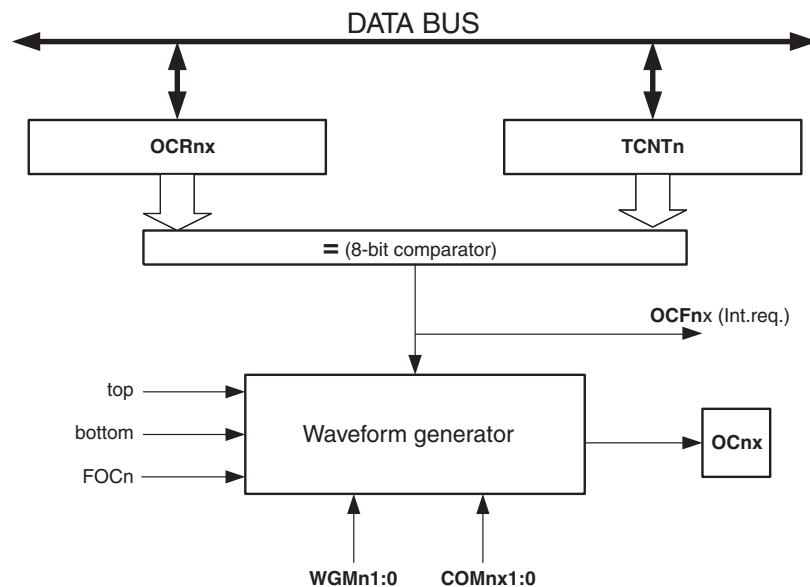 DATA BUS
OCRnx
TCNTn
= (8-bit comparator)
OCFnx (Int.req.)
top
bottom
FOCn
Waveform generator
OCnx
WGMn1:0
COMnx1:0